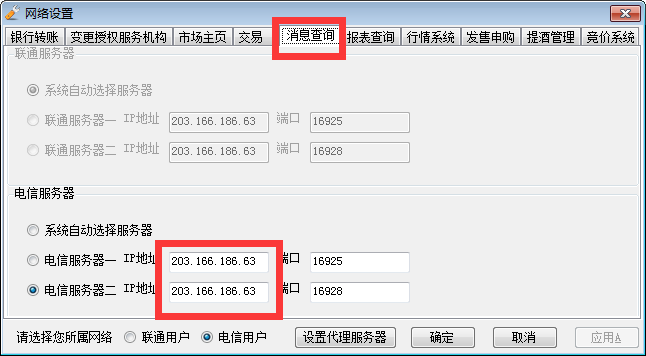 网络设置
银行转账 变更授权服务机构 市场主页 交易 消息查询 报表查询 行情系统 发售申购 提酒管理 竞价系统
联通服务器
系统自动选择服务器
联通服务器一 IP地址 203.166.186.63 端口 16925
联通服务器二 IP地址 203.166.186.63 端口 16928
电信服务器
系统自动选择服务器
电信服务器一 IP地址 203.166.186.63 端口 16925
电信服务器二 IP地址 203.166.186.63 端口 16928
请选择您所属网络 联通用户 电信用户 设置代理服务器 确定 取消 应用A